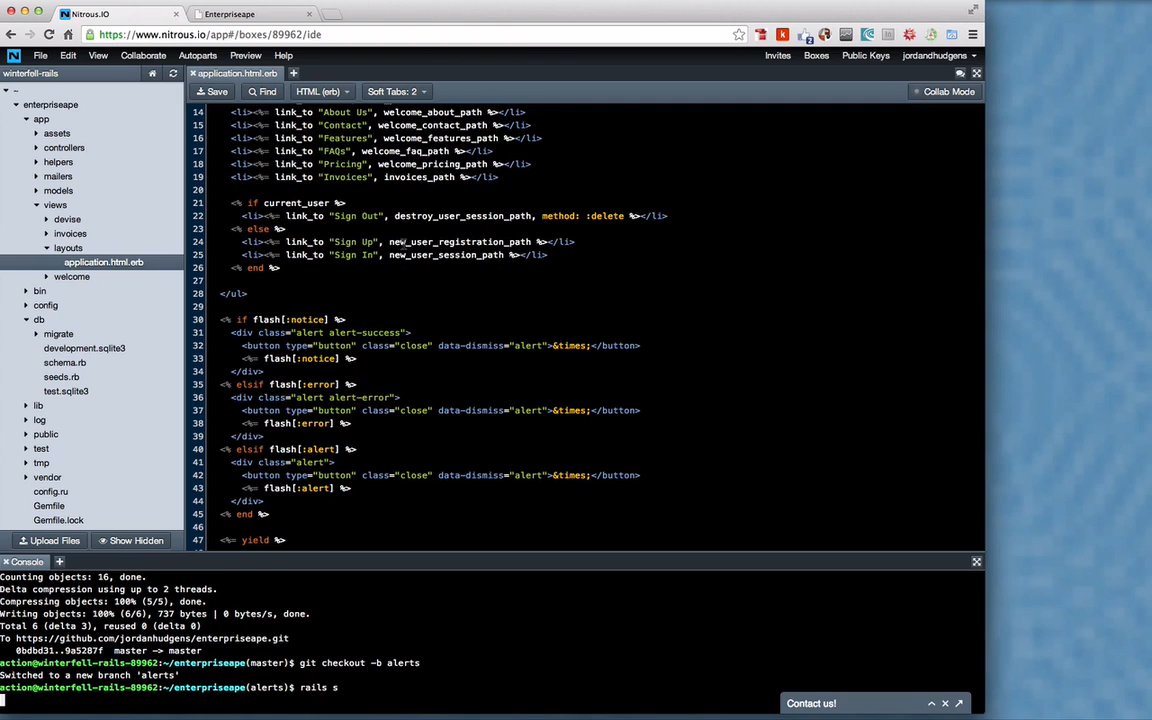 Nitrous.IO
Enterpriseape
https://www.nitrous.io/app#/boxes/89962/ide
File Edit View Collaborate Autoparts Preview Help
Invites Boxes Public Keys jordanhudgens
winterfell-rails
application.html.erb
Save Find HTML (erb) Soft Tabs: 2 Collab Mode
~
enterpriseape
app
assets
controllers
helpers
mailers
models
views
devise
invoices
layouts
application.html.erb
welcome
bin
config
db
migrate
development.sqlite3
schema.rb
seeds.rb
test.sqlite3
lib
log
public
test
tmp
vendor
config.ru
Gemfile
Gemfile.lock
Upload Files Show Hidden
14 <li><%= link_to "About Us", welcome_about_path %></li>
15 <li><%= link_to "Contact", welcome_contact_path %></li>
16 <li><%= link_to "Features", welcome_features_path %></li>
17 <li><%= link_to "FAQs", welcome_faq_path %></li>
18 <li><%= link_to "Pricing", welcome_pricing_path %></li>
19 <li><%= link_to "Invoices", invoices_path %></li>
20
21 <% if current_user %>
22 <li><%= link_to "Sign Out", destroy_user_session_path, method: :delete %></li>
23 <% else %>
24 <li><%= link_to "Sign Up", new_user_registration_path %></li>
25 <li><%= link_to "Sign In", new_user_session_path %></li>
26 <% end %>
27
28 </ul>
29
30 <% if flash[:notice] %>
31 <div class="alert alert-success">
32 <button type="button" class="close" data-dismiss="alert">&times;</button>
33 <%= flash[:notice] %>
34 </div>
35 <% elsif flash[:error] %>
36 <div class="alert alert-error">
37 <button type="button" class="close" data-dismiss="alert">&times;</button>
38 <%= flash[:error] %>
39 </div>
40 <% elsif flash[:alert] %>
41 <div class="alert">
42 <button type="button" class="close" data-dismiss="alert">&times;</button>
43 <%= flash[:alert] %>
44 </div>
45 <% end %>
46
47 <%= yield %>
Console
Counting objects: 16, done.
Delta compression using up to 2 threads.
Compressing objects: 100% (5/5), done.
Writing objects: 100% (6/6), 737 bytes | 0 bytes/s, done.
Total 6 (delta 3), reused 0 (delta 0)
To https://github.com/jordanhudgens/enterpriseape.git
0bdbd31..9a5287f master -> master
action@winterfell-rails-89962:~/enterpriseape(master)$ git checkout -b alerts
Switched to a new branch 'alerts'
action@winterfell-rails-89962:~/enterpriseape(alerts)$ rails s
Contact us!